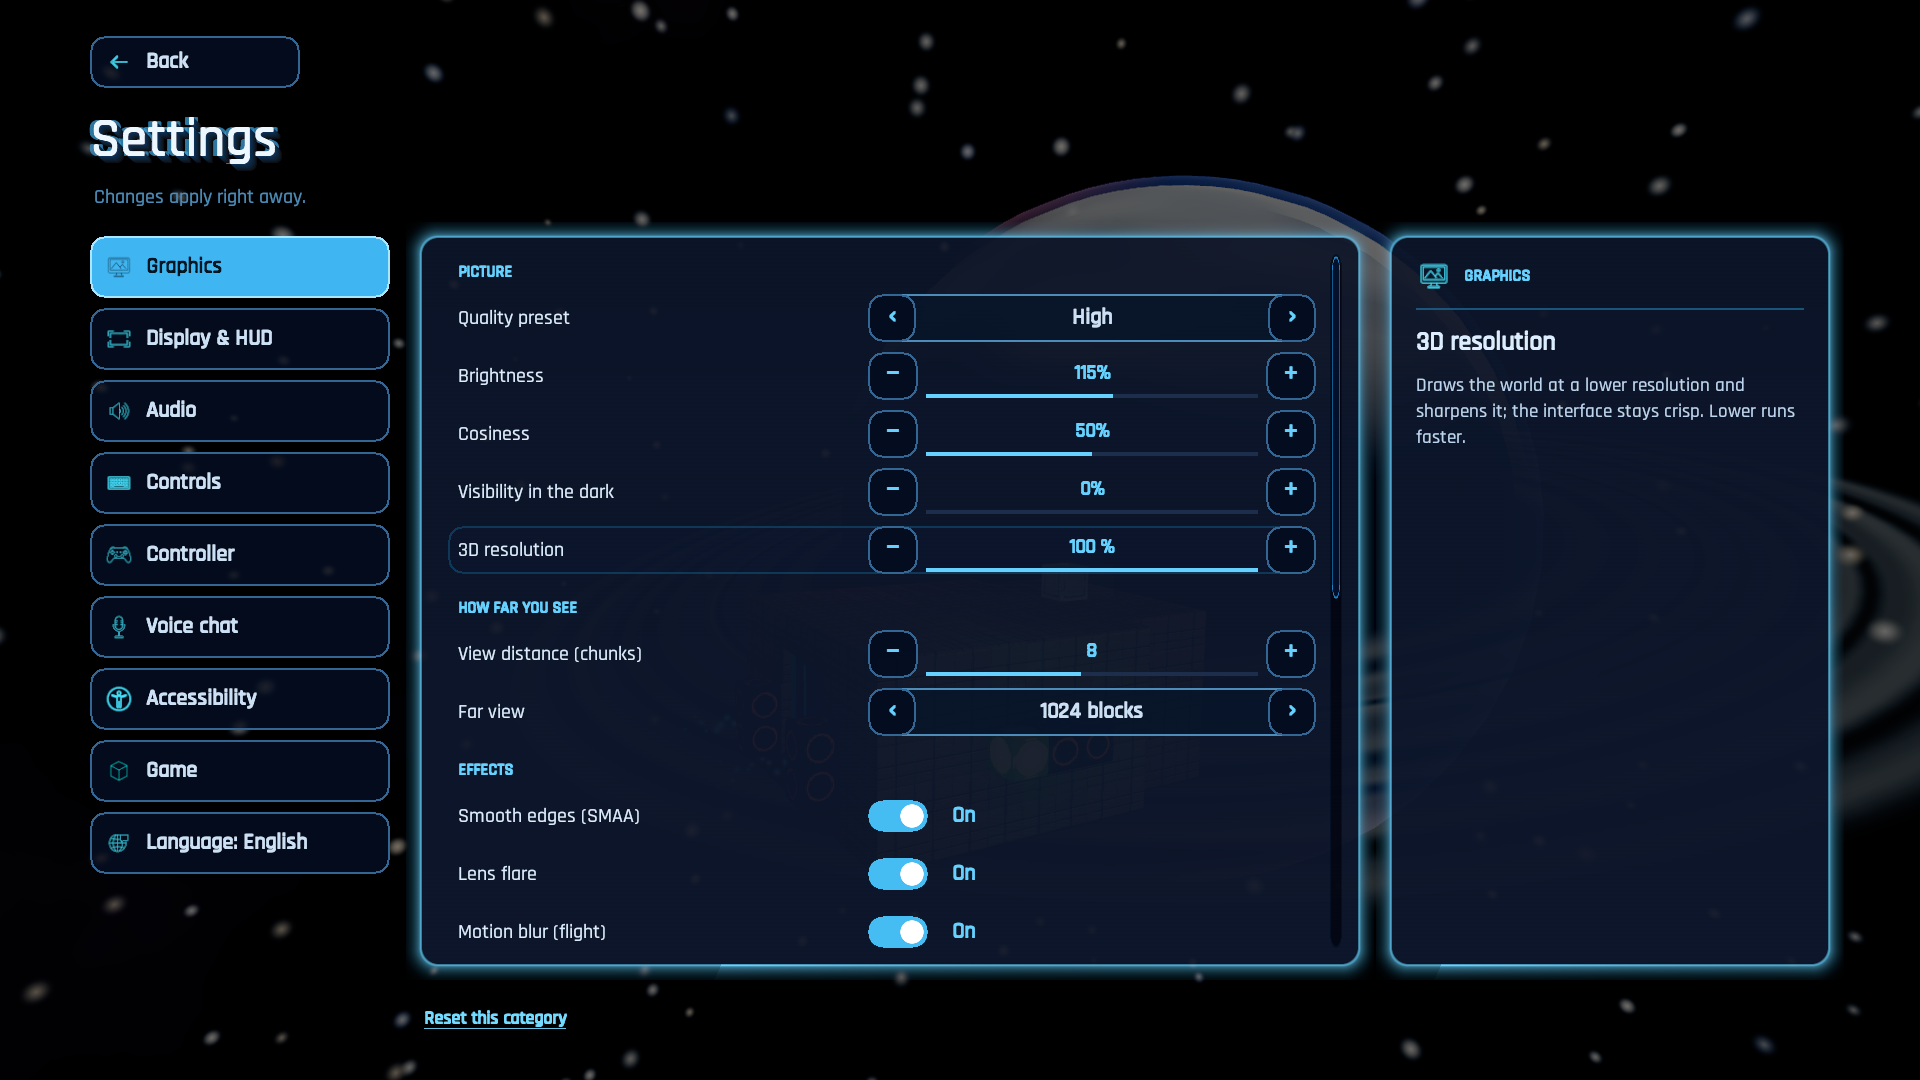 Back
Settings
Changes apply right away.
Graphics
Display & HUD
Audio
Controls
Controller
Voice chat
Accessibility
Game
Language: English
PICTURE
Quality preset
High
Brightness
115%
Cosiness
50%
Visibility in the dark
0%
3D resolution
100 %
HOW FAR YOU SEE
View distance (chunks)
8
Far view
1024 blocks
EFFECTS
Smooth edges (SMAA)
On
Lens flare
On
Motion blur (flight)
On
Reset this category
GRAPHICS
3D resolution
Draws the world at a lower resolution and
sharpens it; the interface stays crisp. Lower runs
faster.